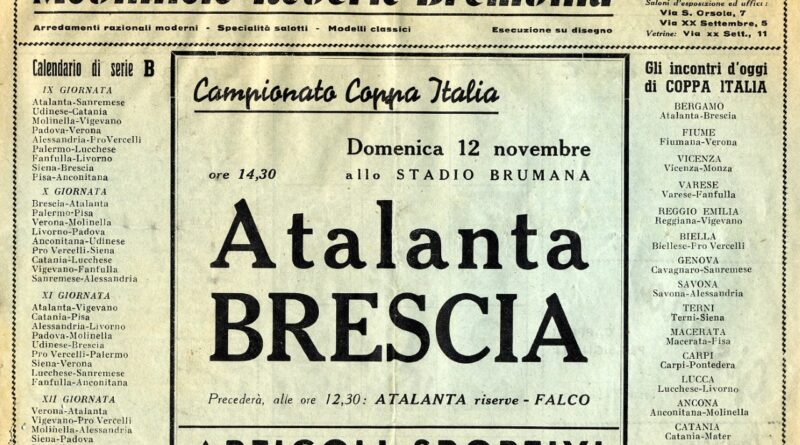 Mobilificio Roberto Bremonina
Arredamenti razionali moderni - Specialità salotti - Modelli classici
Esecuzione su disegno
Saloni d'esposizione ed uffici:
Via S. Orsola, 7
Via XX Settembre, 5
Vetrine: Via xx Sett., 11
Calendario di serie B
IX GIORNATA
Atalanta-Sanremese
Udinese-Catania
Molinella-Vigevano
Padova-Verona
Alessandria-ProVercelli
Palermo-Lucchese
Fanfulla-Livorno
Siena-Brescia
Pisa-Anconitana
X GIORNATA
Brescia-Atalanta
Palermo-Pisa
Verona-Molinella
Livorno-Padova
Anconitana-Udinese
Pro Vercelli-Siena
Catania-Lucchese
Vigevano-Fanfulla
Sanremese-Alessandria
XI GIORNATA
Atalanta-Vigevano
Catania-Pisa
Alessandria-Livorno
Padova-Molinella
Udinese-Brescia
Pro Vercelli-Palermo
Siena-Verona
Lucchese-Sanremese
Fanfulla-Anconitana
XII GIORNATA
Verona-Atalanta
Vigevano-Pro Vercelli
Molinella-Alessandria
Siena-Padova
Campionato Coppa Italia
Domenica 12 novembre
ore 14,30 allo STADIO BRUMANA
Atalanta
BRESCIA
Precederà, alle ore 12,30: ATALANTA riserve - FALCO
ARTICOLI SPORTIVI
Gli incontri d'oggi
di COPPA ITALIA
BERGAMO
Atalanta-Brescia
FIUME
Fiumana-Verona
VICENZA
Vicenza-Monza
VARESE
Varese-Fanfulla
REGGIO EMILIA
Reggiana-Vigevano
BIELLA
Biellese-Pro Vercelli
GENOVA
Cavagnaro-Sanremese
SAVONA
Savona-Alessandria
TERNI
Terni-Siena
MACERATA
Macerata-Pisa
CARPI
Carpi-Pontedera
LUCCA
Lucchese-Livorno
ANCONA
Anconitana-Molinella
CATANIA
Catania-Mater